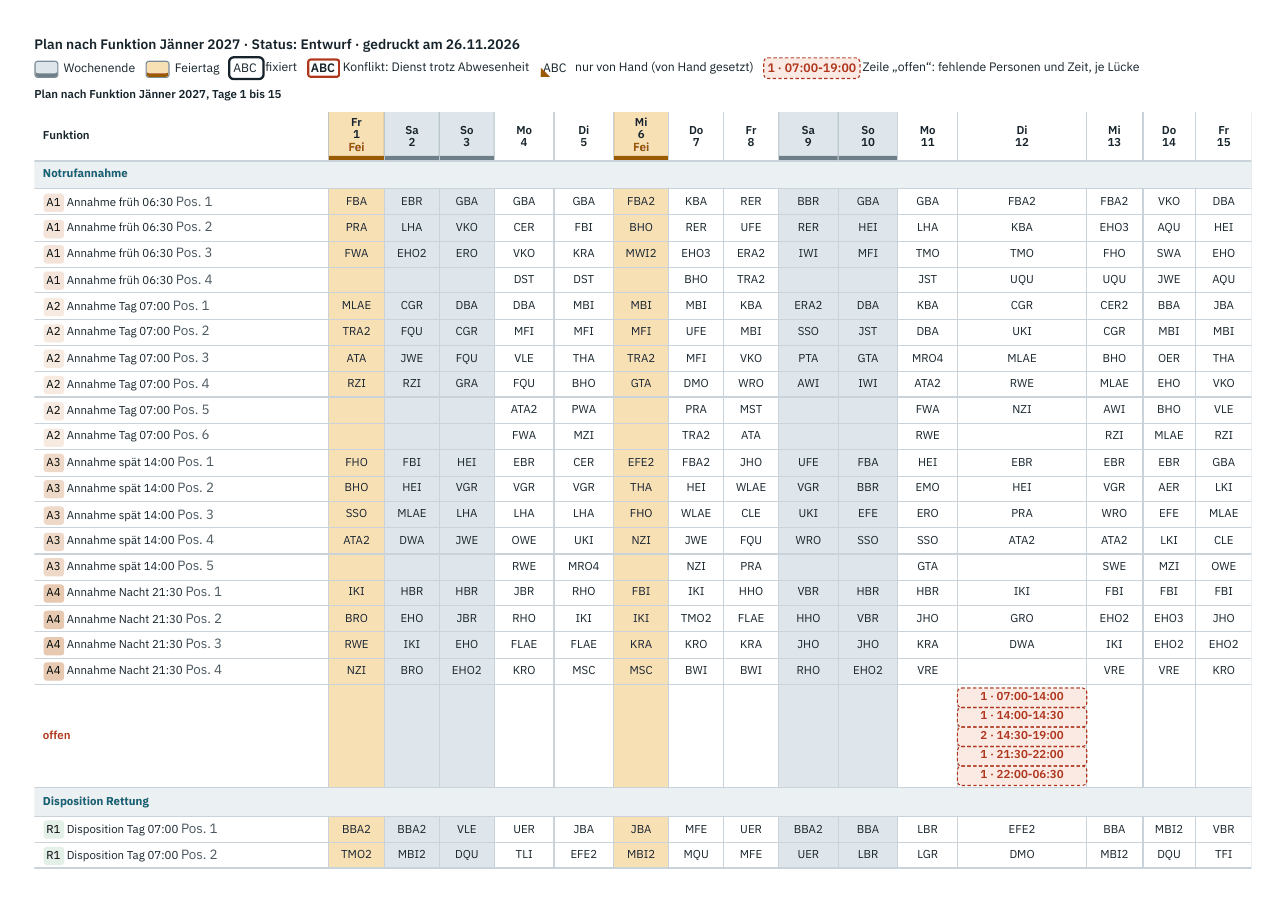 Plan nach Funktion Jänner 2027 · Status: Entwurf · gedruckt am 26.11.2026
Wochenende Feiertag ABC fixiert ABC Konflikt: Dienst trotz Abwesenheit ABC nur von Hand (von Hand gesetzt) 1 · 07:00-19:00 Zeile „offen“: fehlende Personen und Zeit, je Lücke
Plan nach Funktion Jänner 2027, Tage 1 bis 15
Funktion Fr 1 Fei Sa 2 So 3 Mo 4 Di 5 Mi 6 Fei Do 7 Fr 8 Sa 9 So 10 Mo 11 Di 12 Mi 13 Do 14 Fr 15
Notrufannahme
A1 Annahme früh 06:30 Pos. 1 FBA EBR GBA GBA GBA FBA2 KBA RER BBR GBA GBA FBA2 FBA2 VKO DBA
A1 Annahme früh 06:30 Pos. 2 PRA LHA VKO CER FBI BHO RER UFE RER HEI LHA KBA EHO3 AQU HEI
A1 Annahme früh 06:30 Pos. 3 FWA EHO2 ERO VKO KRA MWI2 EHO3 ERA2 IWI MFI TMO TMO FHO SWA EHO
A1 Annahme früh 06:30 Pos. 4 DST DST BHO TRA2 JST UQU UQU JWE AQU
A2 Annahme Tag 07:00 Pos. 1 MLAE CGR DBA DBA MBI MBI MBI KBA ERA2 DBA KBA CGR CER2 BBA JBA
A2 Annahme Tag 07:00 Pos. 2 TRA2 FQU CGR MFI MFI MFI UFE MBI SSO JST DBA UKI CGR MBI MBI
A2 Annahme Tag 07:00 Pos. 3 ATA JWE FQU VLE THA TRA2 MFI VKO PTA GTA MRO4 MLAE BHO OER THA
A2 Annahme Tag 07:00 Pos. 4 RZI RZI GRA FQU BHO GTA DMO WRO AWI IWI ATA2 RWE MLAE EHO VKO
A2 Annahme Tag 07:00 Pos. 5 ATA2 PWA PRA MST FWA NZI AWI BHO VLE
A2 Annahme Tag 07:00 Pos. 6 FWA MZI TRA2 ATA RWE RZI MLAE RZI
A3 Annahme spät 14:00 Pos. 1 FHO FBI HEI EBR CER EFE2 FBA2 JHO UFE FBA HEI EBR EBR EBR GBA
A3 Annahme spät 14:00 Pos. 2 BHO HEI VGR VGR VGR THA HEI WLAE VGR BBR EMO HEI VGR AER LKI
A3 Annahme spät 14:00 Pos. 3 SSO MLAE LHA LHA LHA FHO WLAE CLE UKI EFE ERO PRA WRO EFE MLAE
A3 Annahme spät 14:00 Pos. 4 ATA2 DWA JWE OWE UKI NZI JWE FQU WRO SSO SSO ATA2 ATA2 LKI CLE
A3 Annahme spät 14:00 Pos. 5 RWE MRO4 NZI PRA GTA SWE MZI OWE
A4 Annahme Nacht 21:30 Pos. 1 IKI HBR HBR JBR RHO FBI IKI HHO VBR HBR HBR IKI FBI FBI FBI
A4 Annahme Nacht 21:30 Pos. 2 BRO EHO JBR RHO IKI IKI TMO2 FLAE HHO VBR JHO GRO EHO2 EHO3 JHO
A4 Annahme Nacht 21:30 Pos. 3 RWE IKI EHO FLAE FLAE KRA KRO KRA JHO JHO KRA DWA IKI EHO2 EHO2
A4 Annahme Nacht 21:30 Pos. 4 NZI BRO EHO2 KRO MSC MSC BWI BWI RHO EHO2 VRE VRE VRE KRO
1 · 07:00-14:00
1 · 14:00-14:30
offen 2 · 14:30-19:00
1 · 21:30-22:00
1 · 22:00-06:30
Disposition Rettung
R1 Disposition Tag 07:00 Pos. 1 BBA2 BBA2 VLE UER JBA JBA MFE UER BBA2 BBA LBR EFE2 BBA MBI2 VBR
R1 Disposition Tag 07:00 Pos. 2 TMO2 MBI2 DQU TLI EFE2 MBI2 MQU MFE UER LBR LGR DMO MBI2 DQU TFI